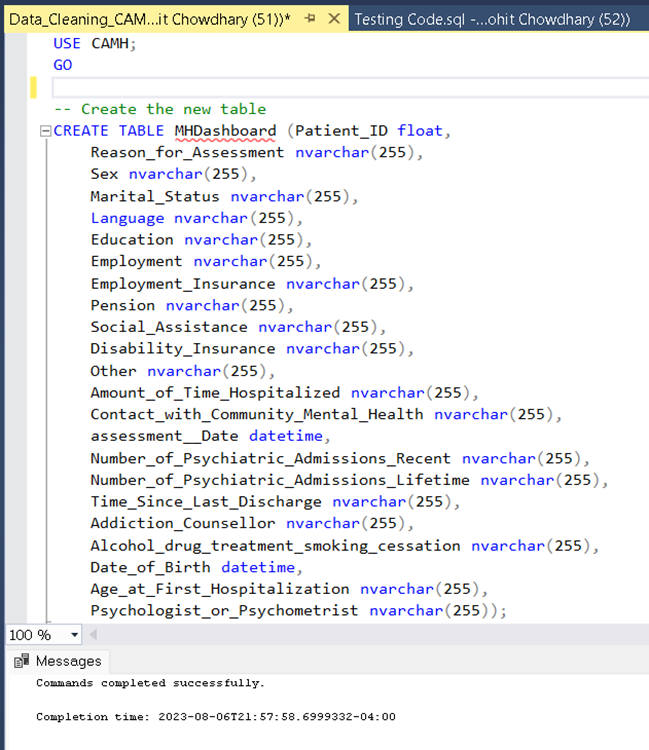 Data_Cleaning_CAM...it Chowdhary (51))*
Testing Code.sql -...ohit Chowdhary (52))
USE CAMH;
GO
-- Create the new table
CREATE TABLE MHDashboard (Patient_ID float,
Reason_for_Assessment nvarchar(255),
Sex nvarchar(255),
Marital_Status nvarchar(255),
Language nvarchar(255),
Education nvarchar(255),
Employment nvarchar(255),
Employment_Insurance nvarchar(255),
Pension nvarchar(255),
Social_Assistance nvarchar(255),
Disability_Insurance nvarchar(255),
Other nvarchar(255),
Amount_of_Time_Hospitalized nvarchar(255),
Contact_with_Community_Mental_Health nvarchar(255),
assessment__Date datetime,
Number_of_Psychiatric_Admissions_Recent nvarchar(255),
Number_of_Psychiatric_Admissions_Lifetime nvarchar(255),
Time_Since_Last_Discharge nvarchar(255),
Addiction_Counsellor nvarchar(255),
Alcohol_drug_treatment_smoking_cessation nvarchar(255),
Date_of_Birth datetime,
Age_at_First_Hospitalization nvarchar(255),
Psychologist_or_Psychometrist nvarchar(255));
100 %
Messages
Commands completed successfully.
Completion time: 2023-08-06T21:57:58.6999332-04:00